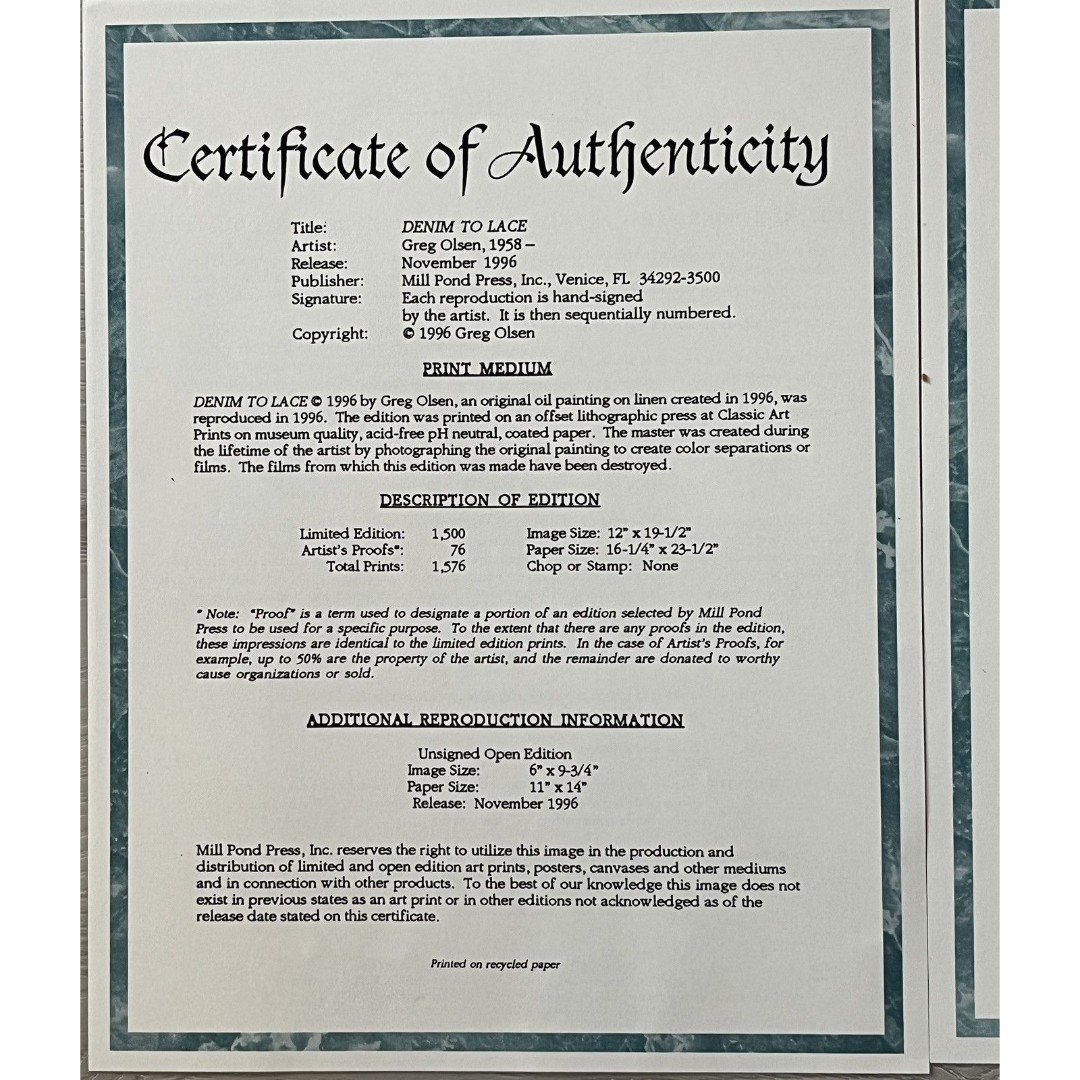 Certificate of Authenticity
Title: DENIM TO LACE
Artist: Greg Olsen, 1958 –
Release: November 1996
Publisher: Mill Pond Press, Inc., Venice, FL 34292-3500
Signature: Each reproduction is hand-signed
by the artist. It is then sequentially numbered.
Copyright: © 1996 Greg Olsen
PRINT MEDIUM
DENIM TO LACE © 1996 by Greg Olsen, an original oil painting on linen created in 1996, was
reproduced in 1996. The edition was printed on an offset lithographic press at Classic Art
Prints on museum quality, acid-free pH neutral, coated paper. The master was created during
the lifetime of the artist by photographing the original painting to create color separations or
films. The films from which this edition was made have been destroyed.
DESCRIPTION OF EDITION
Limited Edition: 1,500 Image Size: 12" x 19-1/2"
Artist's Proofs*: 76 Paper Size: 16-1/4" x 23-1/2"
Total Prints: 1,576 Chop or Stamp: None
* Note: "Proof" is a term used to designate a portion of an edition selected by Mill Pond
Press to be used for a specific purpose. To the extent that there are any proofs in the edition,
these impressions are identical to the limited edition prints. In the case of Artist's Proofs, for
example, up to 50% are the property of the artist, and the remainder are donated to worthy
cause organizations or sold.
ADDITIONAL REPRODUCTION INFORMATION
Unsigned Open Edition
Image Size: 6" x 9-3/4"
Paper Size: 11" x 14"
Release: November 1996
Mill Pond Press, Inc. reserves the right to utilize this image in the production and
distribution of limited and open edition art prints, posters, canvases and other mediums
and in connection with other products. To the best of our knowledge this image does not
exist in previous states as an art print or in other editions not acknowledged as of the
release date stated on this certificate.
Printed on recycled paper